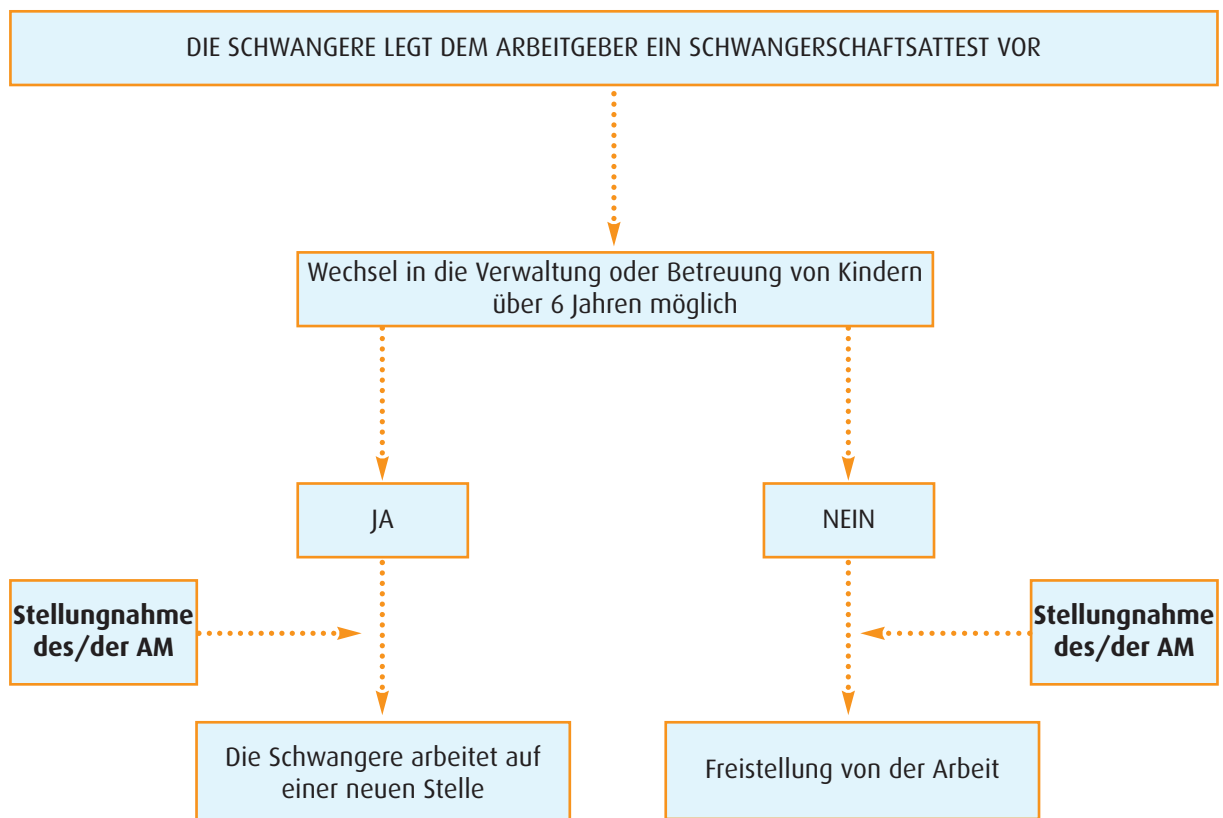 DIE SCHWANGERE LEGT DEM ARBEITGEBER EIN SCHWANGERSCHAFTSATTEST VOR
Wechsel in die Verwaltung oder Betreuung von Kindern
über 6 Jahren möglich
JA
NEIN
Stellungnahme
des/der AM
Stellungnahme
des/der AM
Die Schwangere arbeitet auf
einer neuen Stelle
Freistellung von der Arbeit